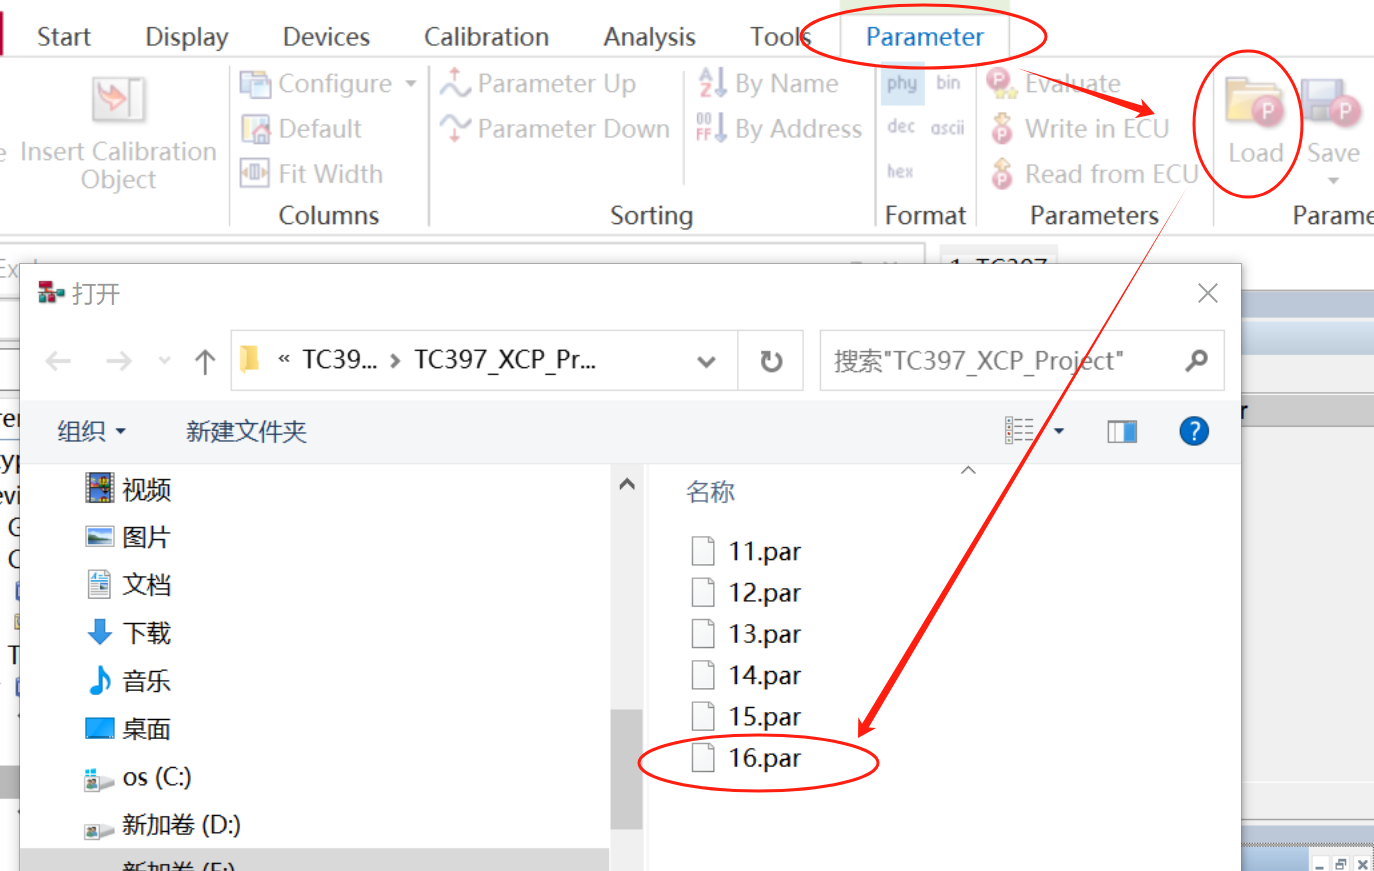 Start Display Devices Calibration Analysis Tools Parameter
Configure Parameter Up By Name phy bin Evaluate
Default Parameter Down By Address dec ascii Write in ECU
e Insert Calibration Object
Fit Width hex Read from ECU
Load Save
Columns Sorting Format Parameters Parame
1 TC397
打开
« TC39... > TC397_XCP_Pr...
搜索"TC397_XCP_Project"
组织 新建文件夹
视频
图片
文档
下载
音乐
桌面
os (C:)
新加卷 (D:)
名称
11.par
12.par
13.par
14.par
15.par
16.par